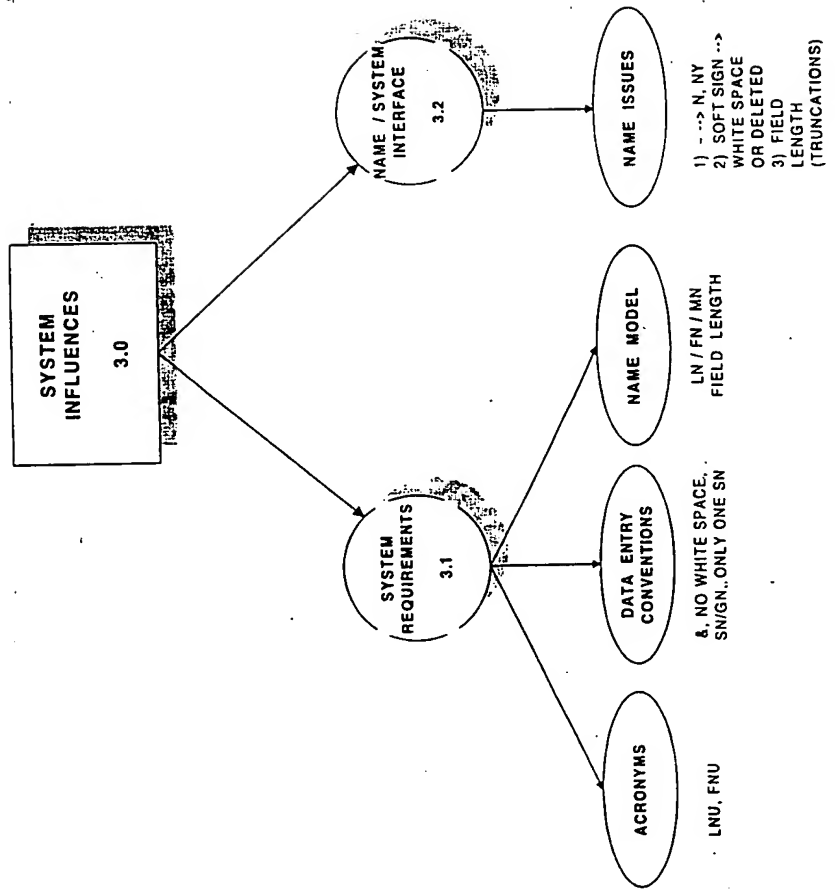 SYSTEM
INFLUENCES
3.0
SYSTEM
REQUIREMENTS
3.1
NAME / SYSTEM
INTERFACE
3.2
ACRONYMS
LNU, FNU
DATA ENTRY
CONVENTIONS
&, NO WHITE SPACE,
SN/GN, ONLY ONE SN
NAME MODEL
LN / FN / MN
FIELD LENGTH
NAME ISSUES
1) ~ --> N, NY
2) SOFT SIGN -->
WHITE SPACE
OR DELETED
3) FIELD
LENGTH
(TRUNCATIONS)